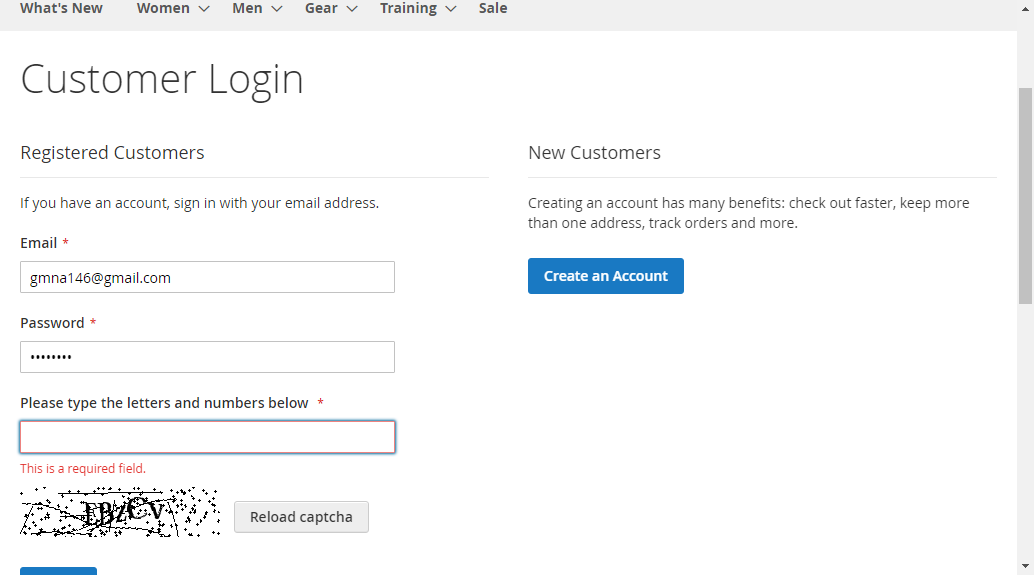 What's New Women Men Gear Training Sale
Customer Login
Registered Customers
If you have an account, sign in with your email address.
Email *
gmna146@gmail.com
Password *
••••••••
Please type the letters and numbers below *
This is a required field.
Reload captcha
New Customers
Creating an account has many benefits: check out faster, keep more
than one address, track orders and more.
Create an Account